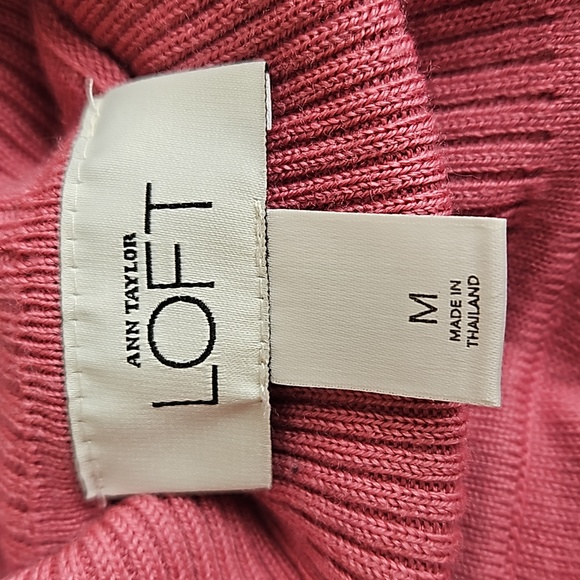 ANN TAYLOR
LOFT
M
MADE IN
THAILAND